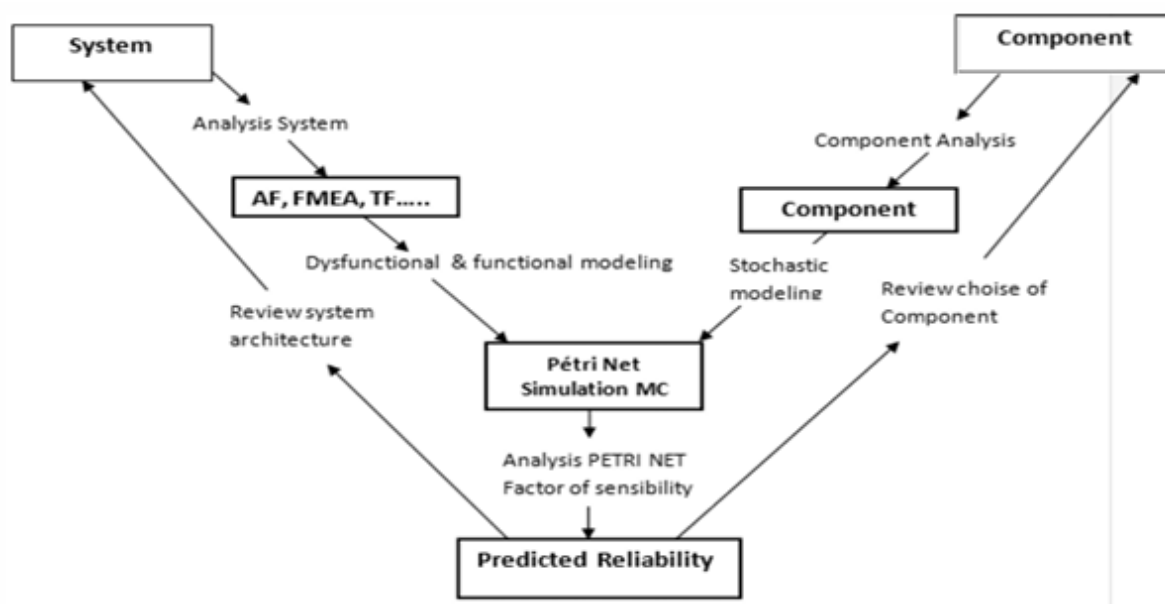 System
Component
Analysis System
Component Analysis
AF, FMEA, TF.....
Component
Dysfunctional & functional modeling
Stochastic
modeling
Review system
architecture
Review choise of
Component
Pétri Net
Simulation MC
Analysis PETRI NET
Factor of sensibility
Predicted Reliability